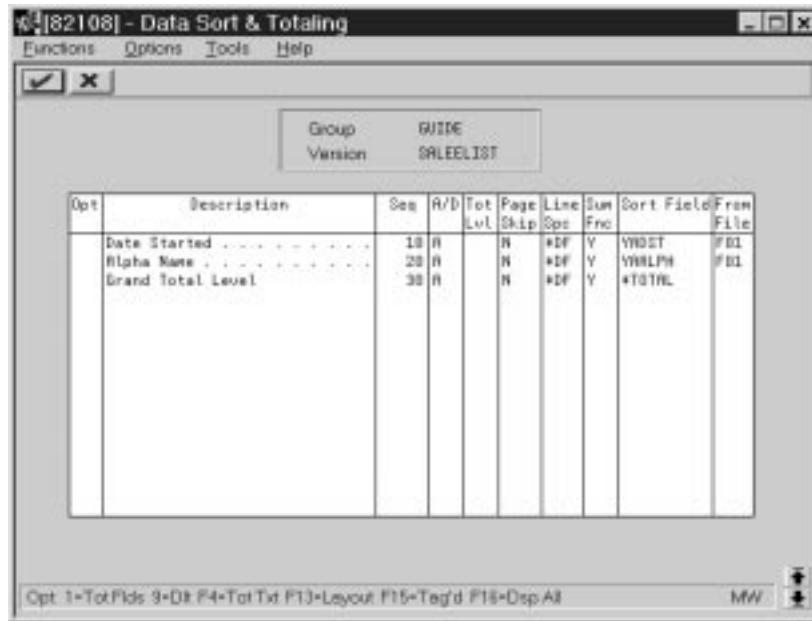 [82108] - Data Sort & Totaling
Functions Options Tools Help
Group GUIDE
Version SALEELIST
Opt Description Seq A/D Tot Lvl Page Skip Line Spc Sum Fnc Sort Field From File
Date Started . . . . . . . . . 10 A N *DF Y YADST F01
Alpha Name . . . . . . . . . . 20 A N *DF Y YAALPH F01
Grand Total Level 30 A N *DF Y *TOTAL
Opt 1=TotFlds 9=Dlt F4=Tot Txt F13=Layout F15=Tag'd F16=Dsp All MW